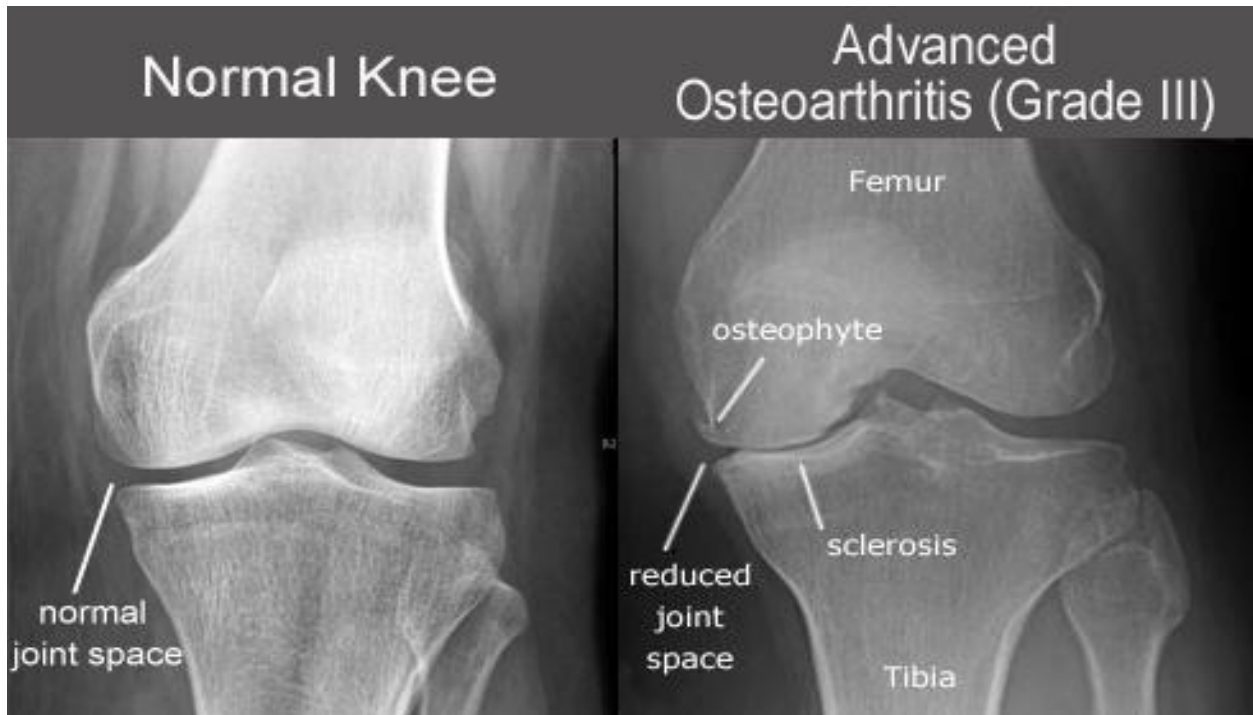 Normal Knee
normal
joint space
Advanced
Osteoarthritis (Grade III)
Femur
osteophyte
sclerosis
reduced
joint
space
Tibia